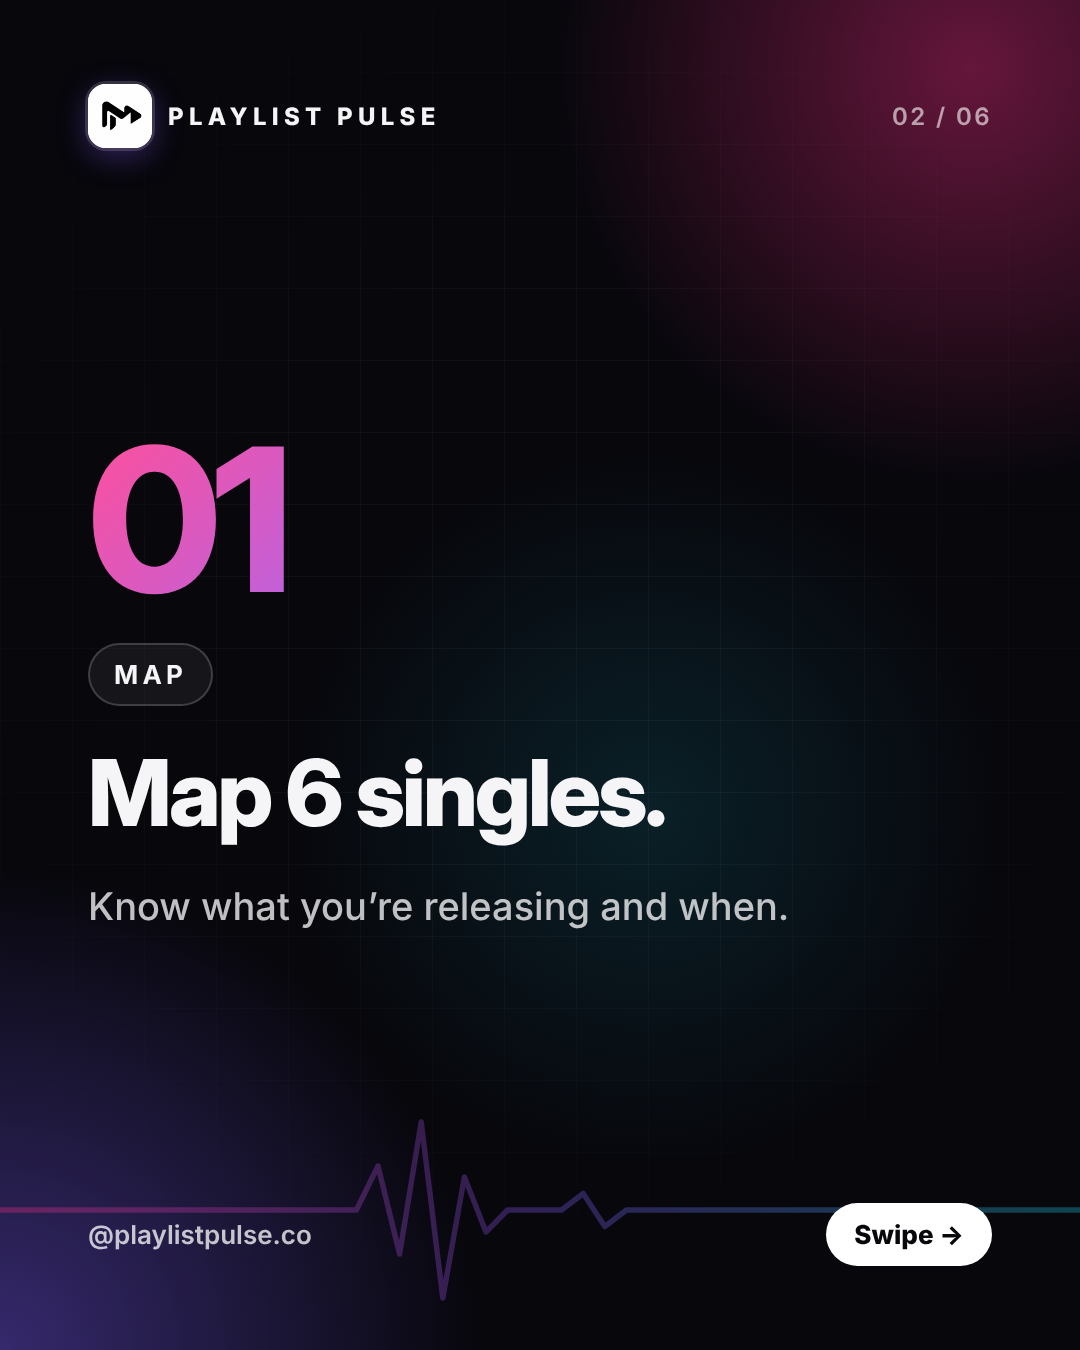 PLAYLIST PULSE
02 / 06
01
MAP
Map 6 singles.
Know what you’re releasing and when.
@playlistpulse.co
Swipe →